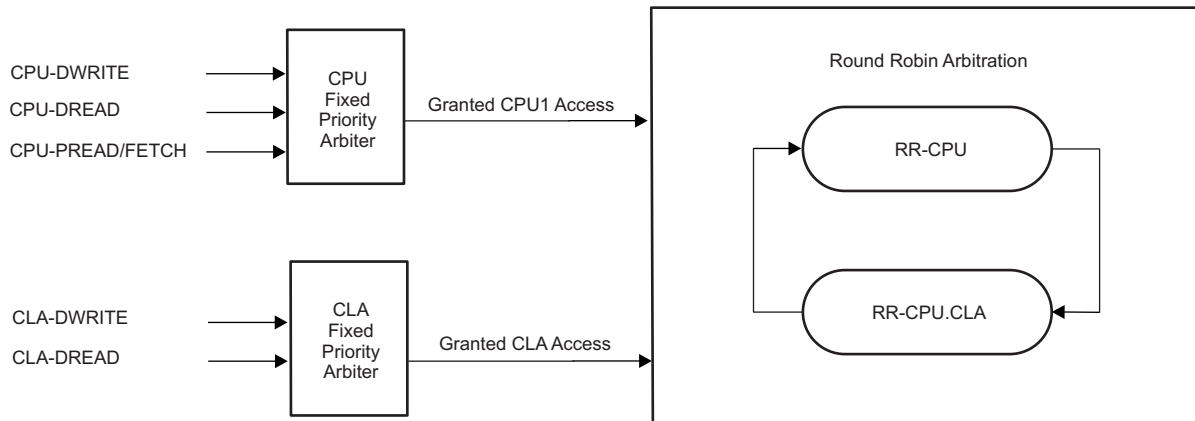 CPU-DWRITE
CPU-DREAD
CPU-PREAD/FETCH
CPU
Fixed
Priority
Arbiter
Granted CPU1 Access
CLA-DWRITE
CLA-DREAD
CLA
Fixed
Priority
Arbiter
Granted CLA Access
Round Robin Arbitration
RR-CPU
RR-CPU.CLA